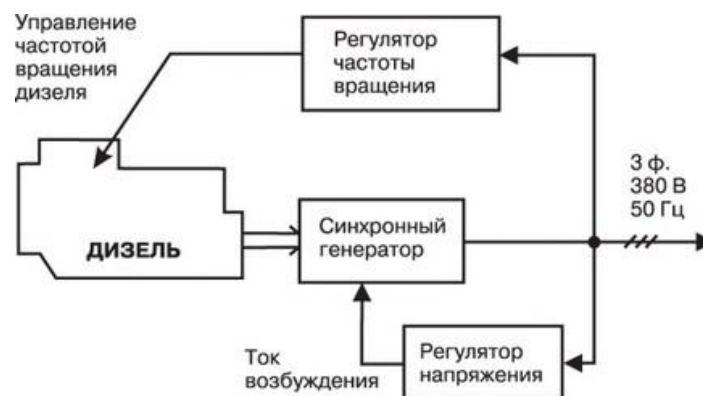 Управление
частотой
вращения
дизеля
Регулятор
частоты
вращения
3 ф.
380 В
50 Гц
ДИЗЕЛЬ
Синхронный
генератор
Ток
возбуждения
Регулятор
напряжения